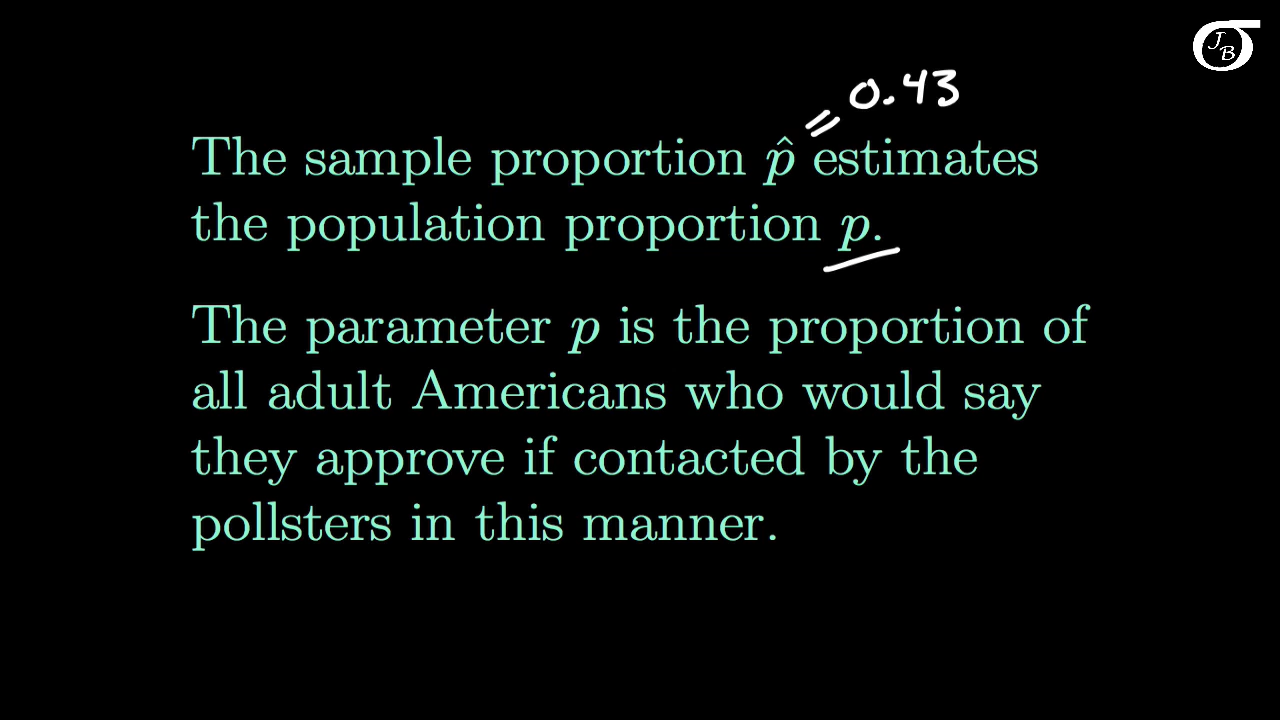 JB
= 0.43
The sample proportion p̂ estimates
the population proportion p.
The parameter p is the proportion of
all adult Americans who would say
they approve if contacted by the
pollsters in this manner.